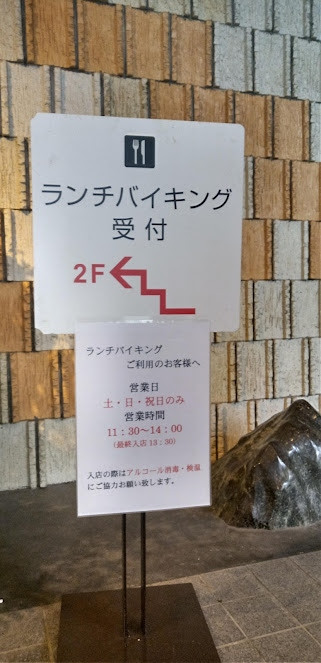 ランチバイキング
受付
2F
ランチバイキング
ご利用のお客様へ
営業日
土・日・祝日のみ
営業時間
11：30～14：00
（最終入店 13：30）
入店の際はアルコール消毒・検温
にご協力お願い致します。